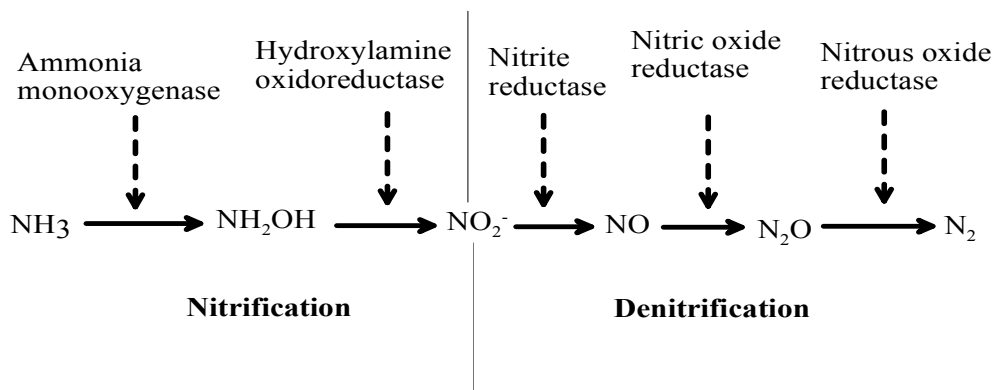 Ammonia
monooxygenase
Hydroxylamine
oxidoreductase
Nitrite
reductase
Nitric oxide
reductase
Nitrous oxide
reductase
NH3
NH₂OH
NO₂⁻
NO
N₂O
N₂
Nitrification
Denitrification